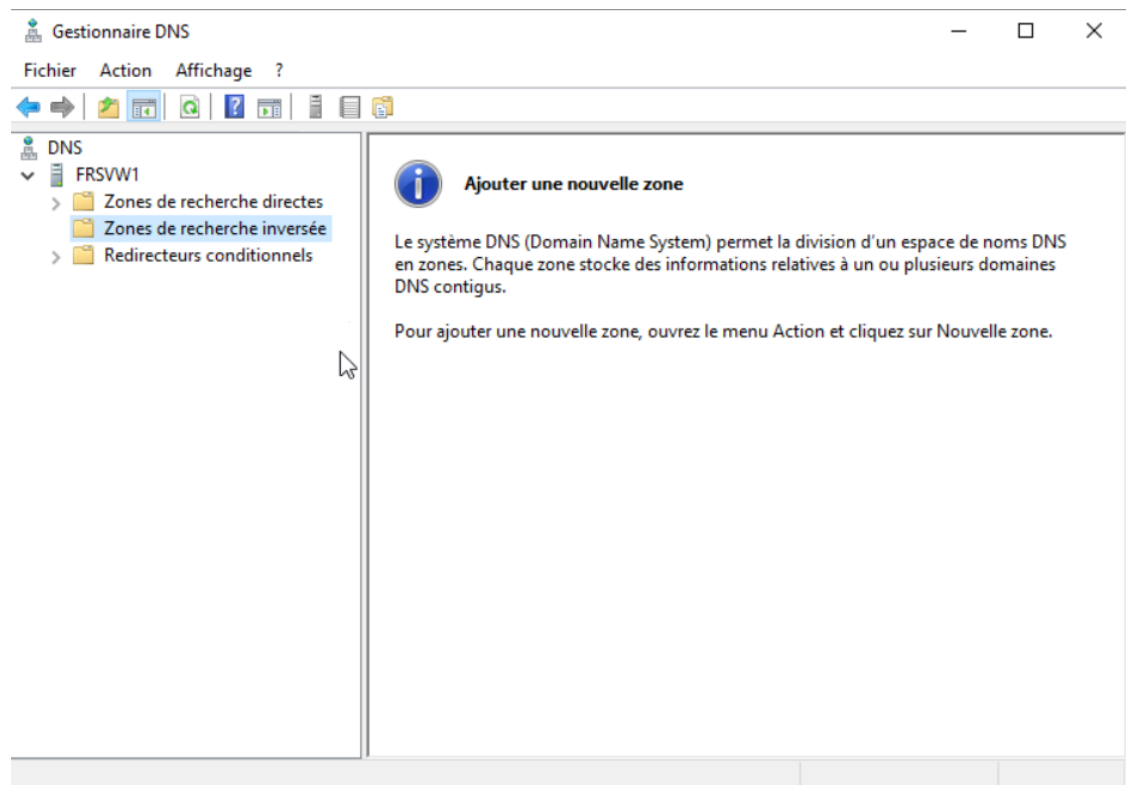 Gestionnaire DNS
Fichier Action Affichage ?
DNS
FRSVW1
Zones de recherche directes
Zones de recherche inversée
Redirecteurs conditionnels
Ajouter une nouvelle zone
Le système DNS (Domain Name System) permet la division d'un espace de noms DNS
en zones. Chaque zone stocke des informations relatives à un ou plusieurs domaines
DNS contigus.
Pour ajouter une nouvelle zone, ouvrez le menu Action et cliquez sur Nouvelle zone.